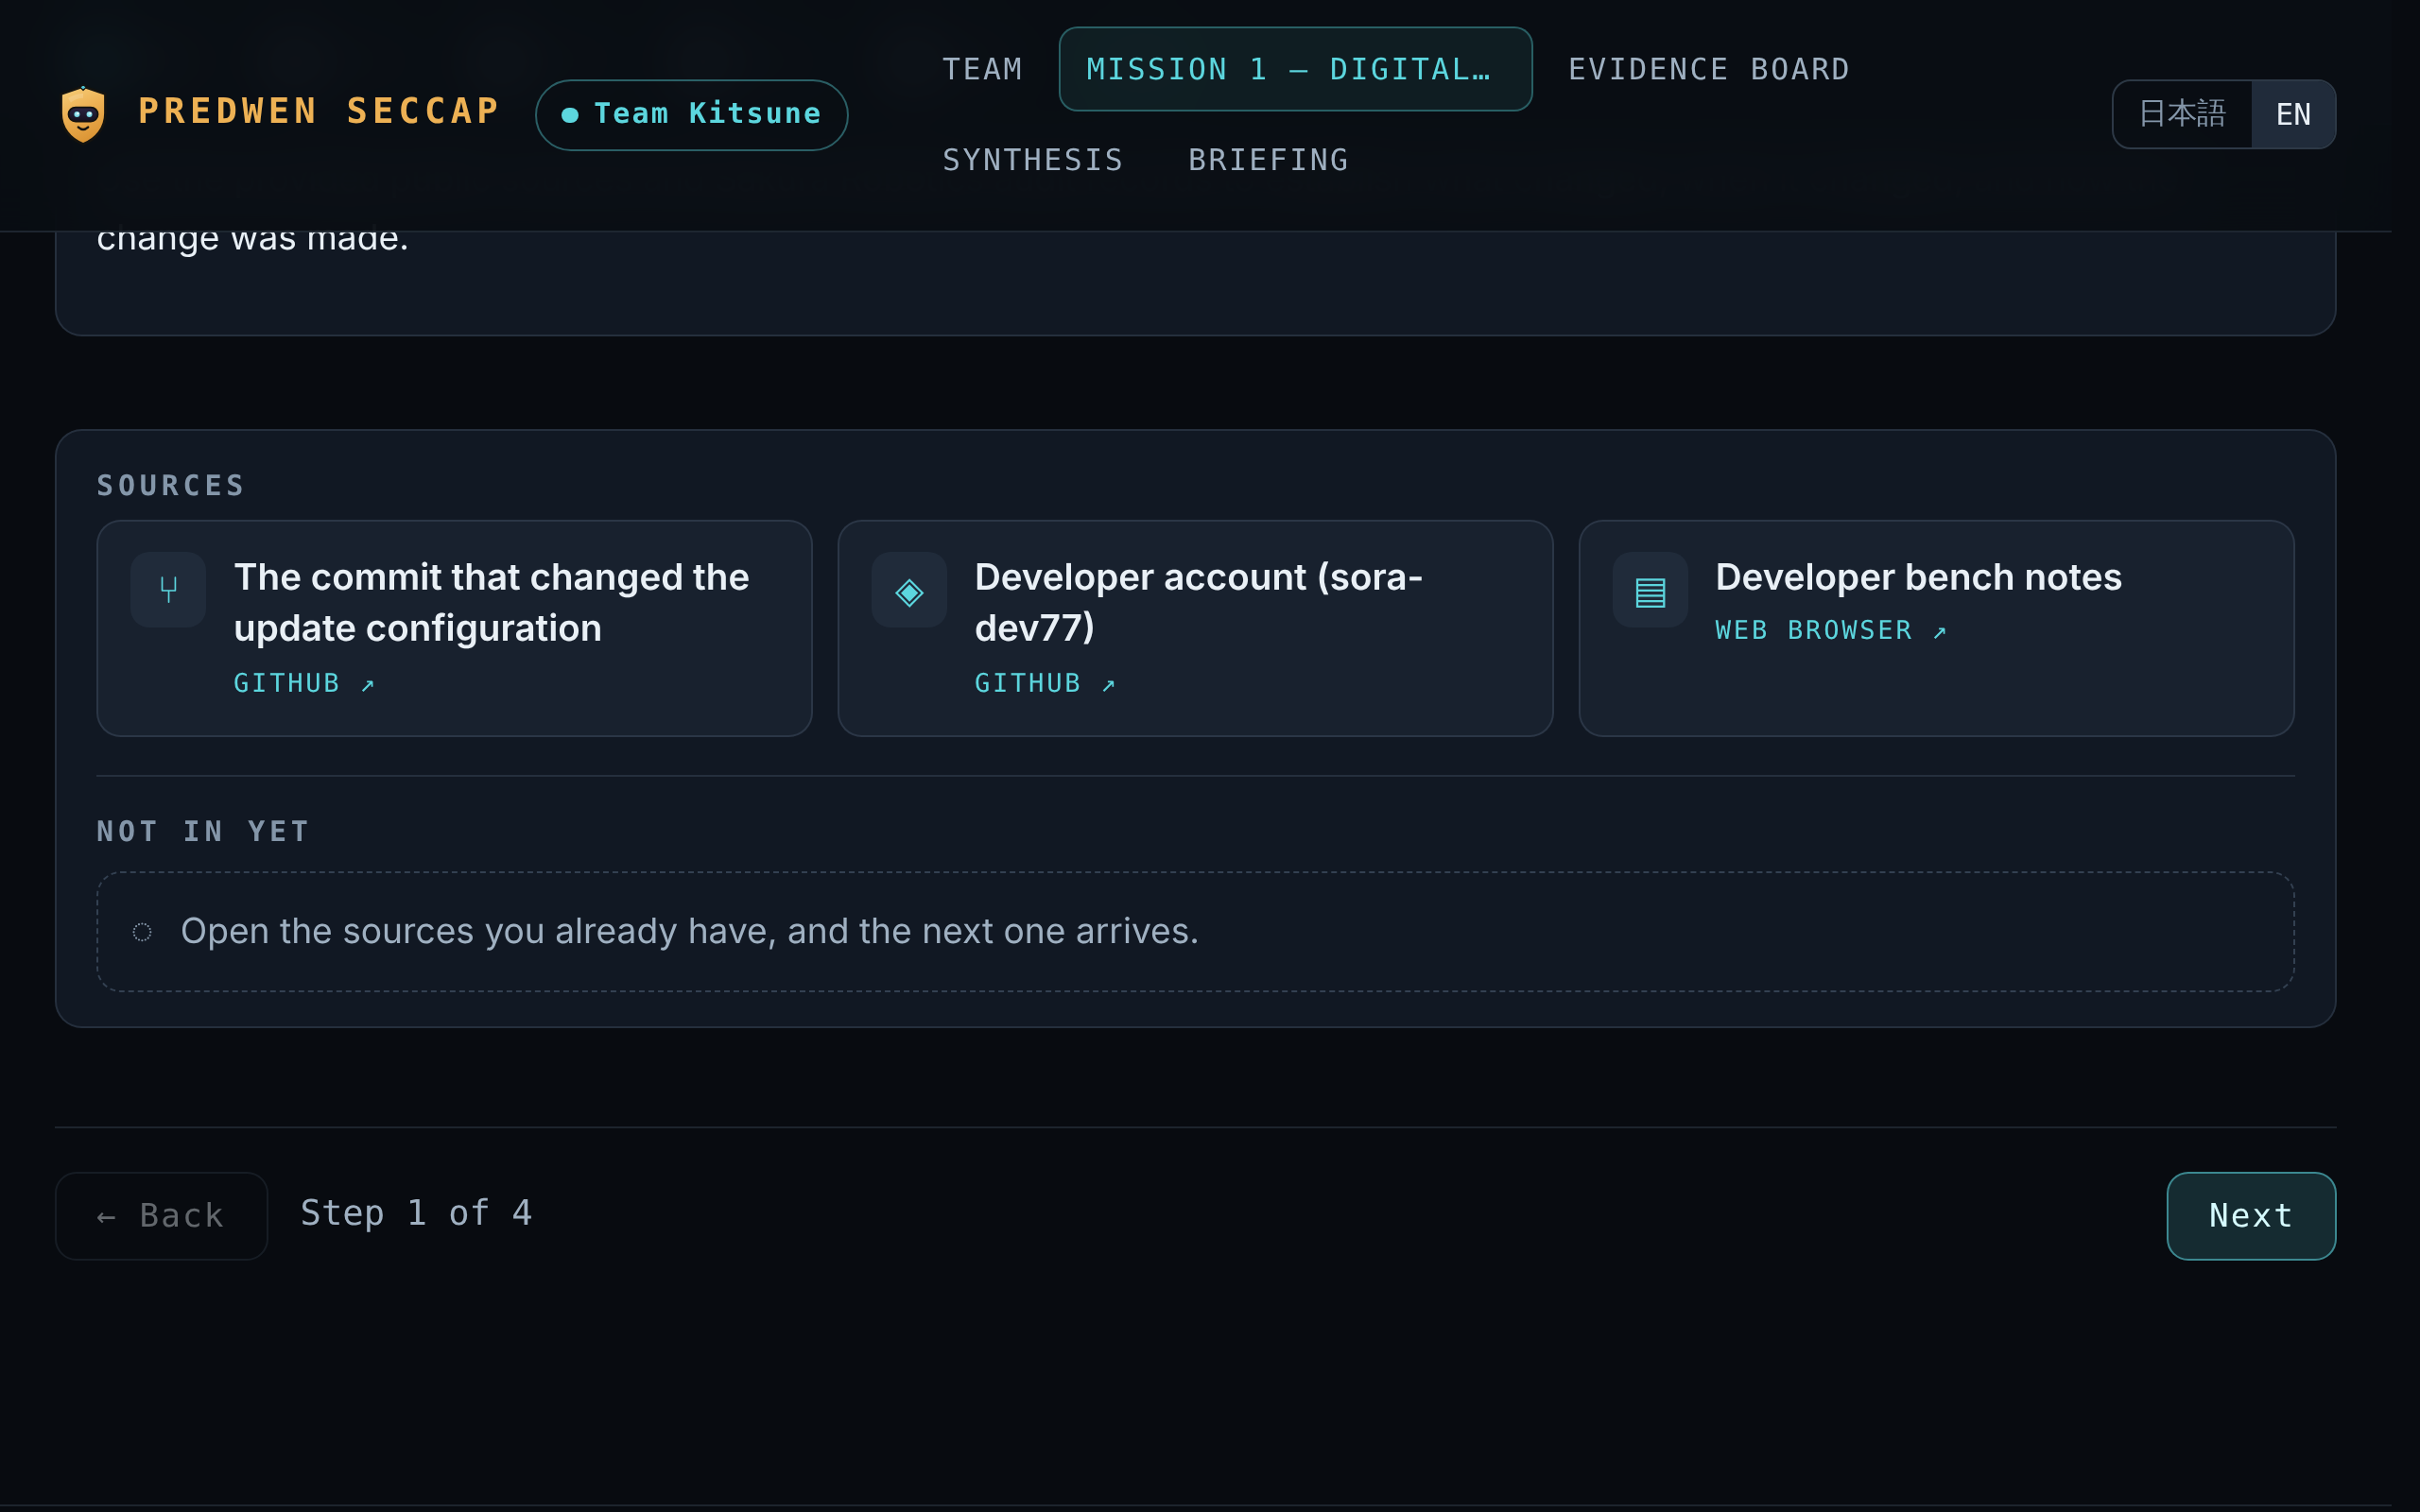 PREDWEN SECCAP
Team Kitsune
TEAM
MISSION 1 — DIGITAL…
EVIDENCE BOARD
SYNTHESIS
BRIEFING
日本語
EN
change was made.
SOURCES
The commit that changed the
update configuration
GITHUB ↗
Developer account (sora-
dev77)
GITHUB ↗
Developer bench notes
WEB BROWSER ↗
NOT IN YET
Open the sources you already have, and the next one arrives.
← Back
Step 1 of 4
Next